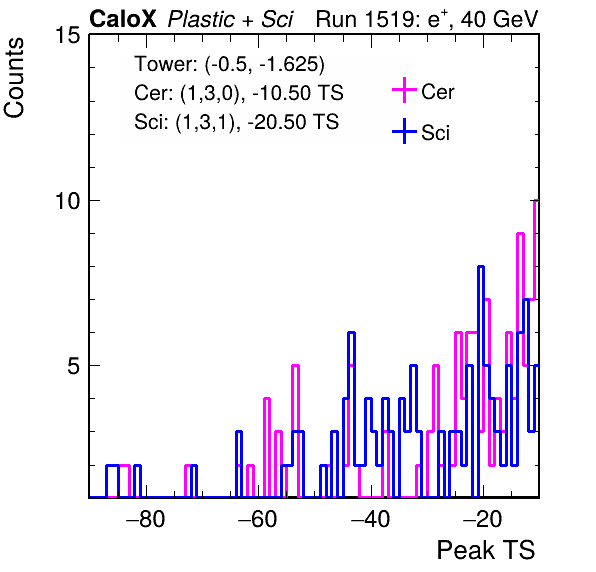 CaloX Plastic + Sci Run 1519: e⁺, 40 GeV
Counts
15
10
5
Tower: (-0.5, -1.625)
Cer: (1,3,0), -10.50 TS
Sci: (1,3,1), -20.50 TS
Cer
Sci
−80 −60 −40 −20
Peak TS